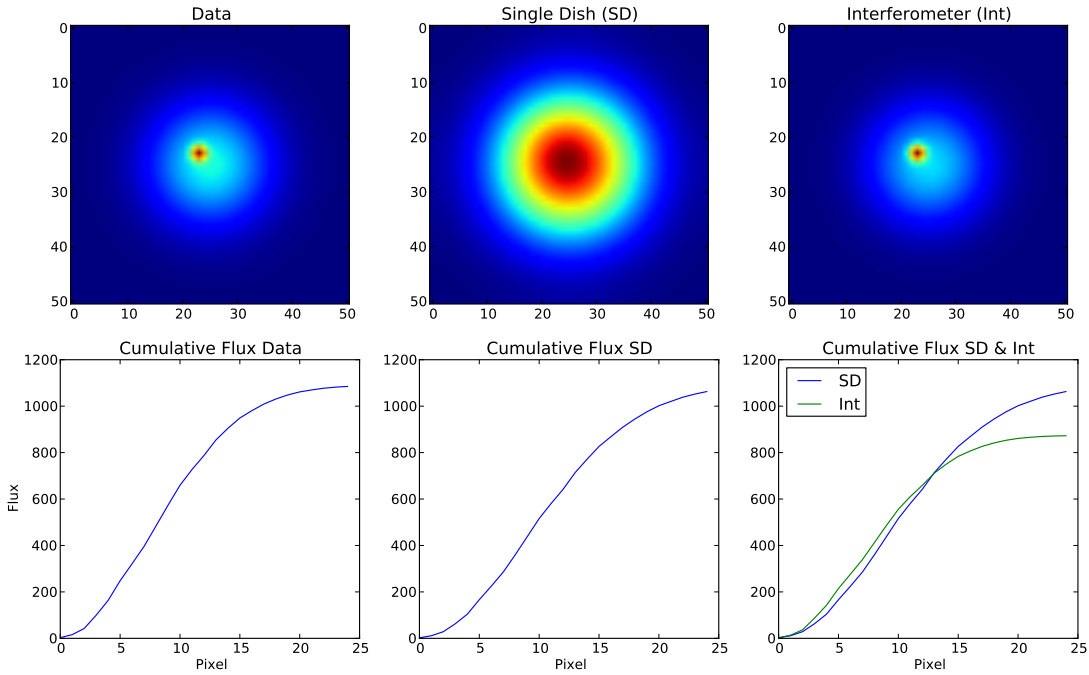 Data
Single Dish (SD)
Interferometer (Int)
0
10
20
30
40
50
0 10 20 30 40 50
0
10
20
30
40
50
0 10 20 30 40 50
0
10
20
30
40
50
0 10 20 30 40 50
Cumulative Flux Data
1200
1000
800
600
400
200
0
Flux
0 5 10 15 20 25
Pixel
Cumulative Flux SD
1200
1000
800
600
400
200
0
0 5 10 15 20 25
Pixel
Cumulative Flux SD & Int
SD
Int
1200
1000
800
600
400
200
0
0 5 10 15 20 25
Pixel